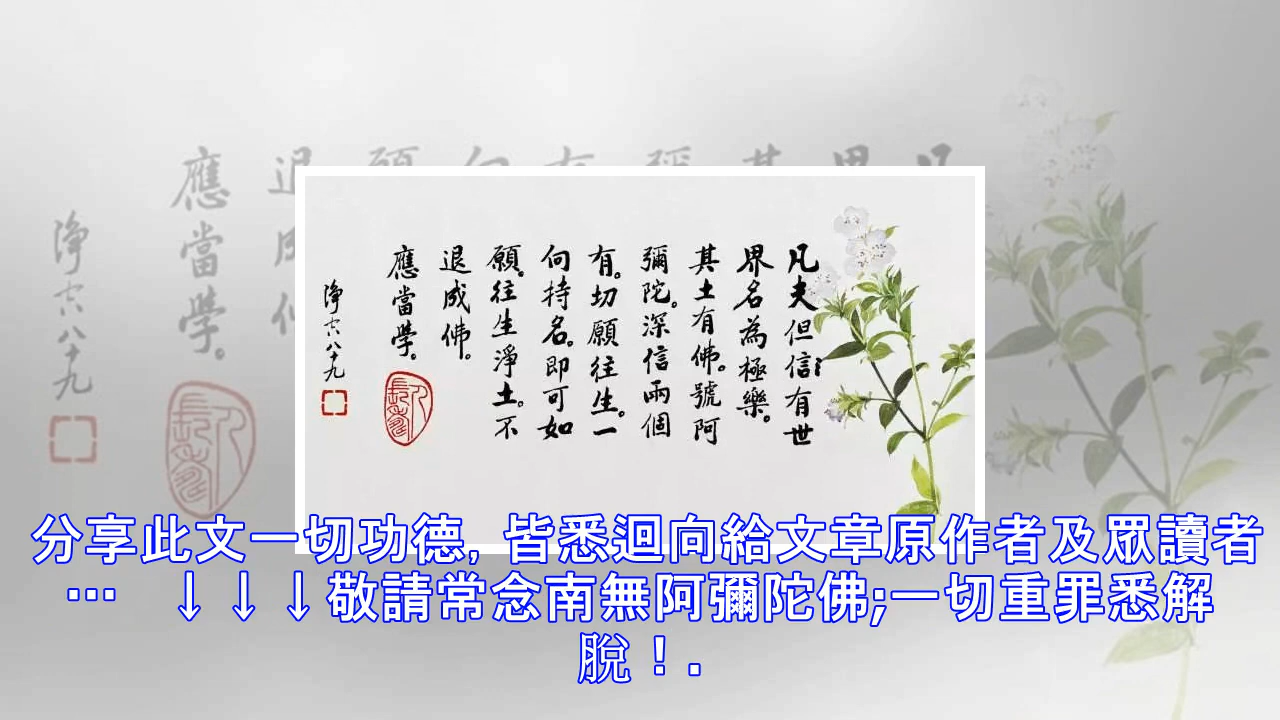 凡夫但信有世
界名為極樂。
其土有佛。號阿
彌陀。深信兩個
有。切願往生。一
向持名。即可如
願。往生淨土。不
退成佛。
應當學。
淨空八十九
分享此文一切功德, 皆悉迴向給文章原作者及眾讀者
… ↓↓↓敬請常念南無阿彌陀佛;一切重罪悉解
脫！.